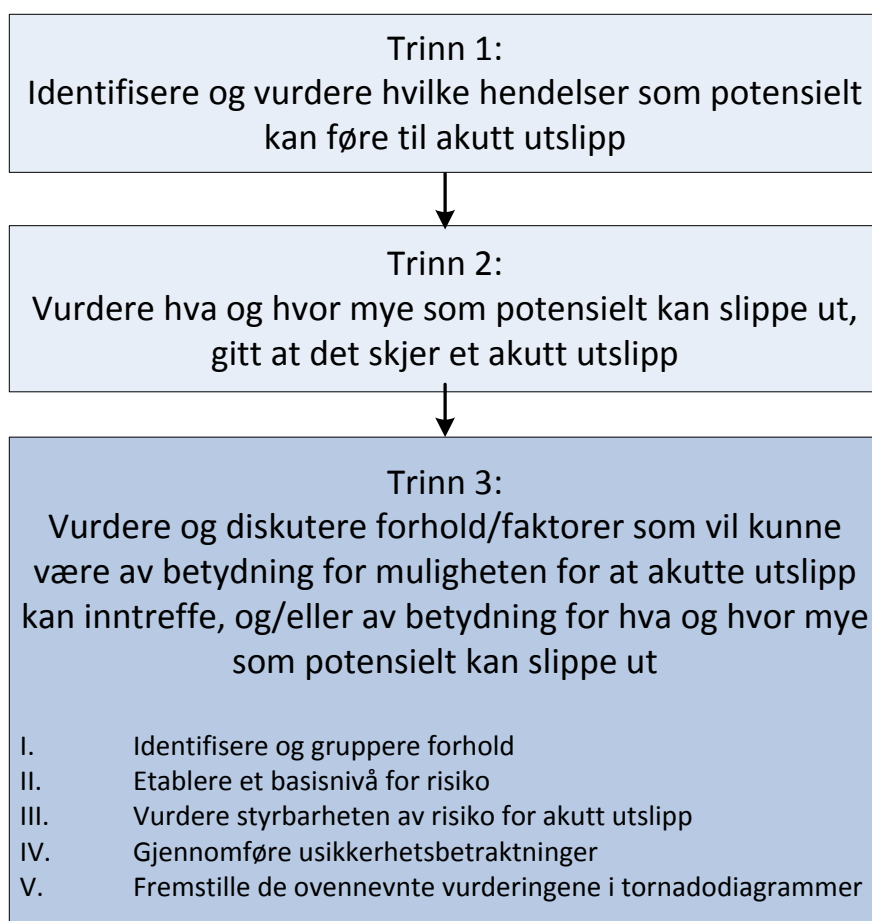 Trinn 1:
Identifisere og vurdere hvilke hendelser som potensielt
kan føre til akutt utslipp
Trinn 2:
Vurdere hva og hvor mye som potensielt kan slippe ut,
gitt at det skjer et akutt utslipp
Trinn 3:
Vurdere og diskutere forhold/faktorer som vil kunne
være av betydning for muligheten for at akutte utslipp
kan inntreffe, og/eller av betydning for hva og hvor mye
som potensielt kan slippe ut
I. Identifisere og gruppere forhold
II. Etablere et basisnivå for risiko
III. Vurdere styrbarheten av risiko for akutt utslipp
IV. Gjennomføre usikkerhetsbetraktninger
V. Fremstille de ovennevnte vurderingene i tornadodiagrammer